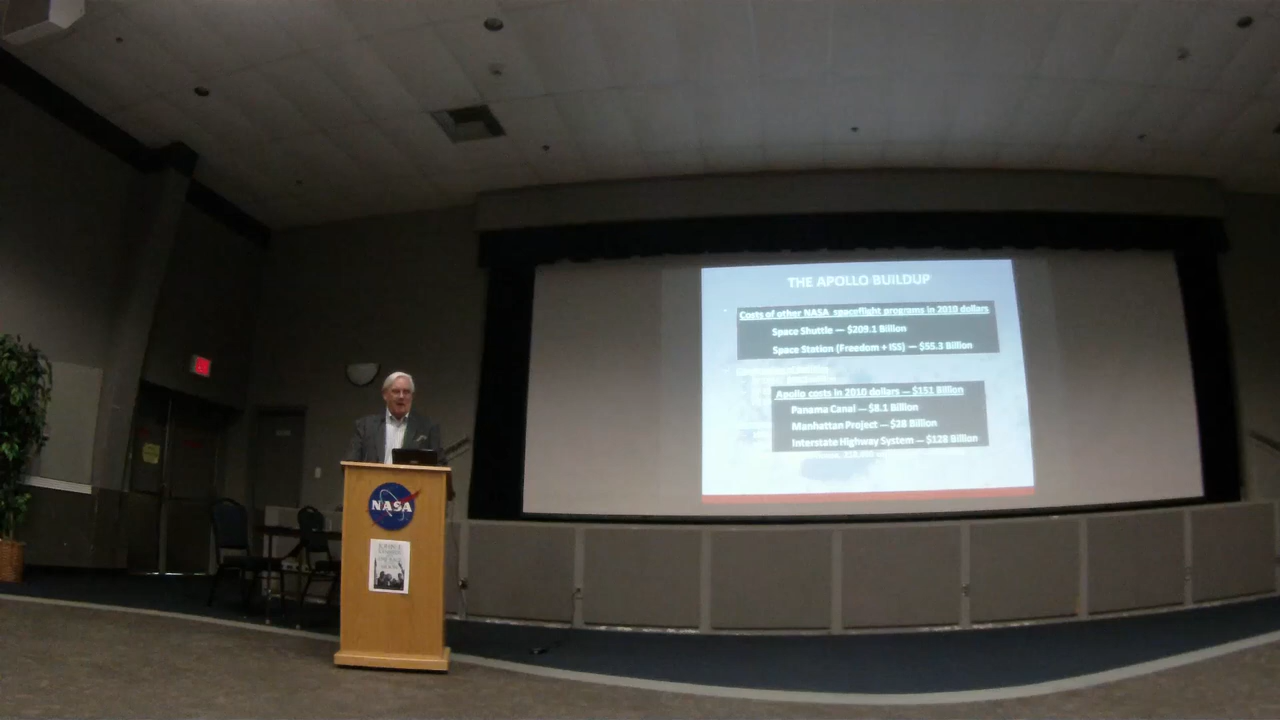 THE APOLLO BUILDUP
Costs of other NASA spaceflight programs in 2010 dollars
Space Shuttle — $209.1 Billion
Space Station (Freedom + ISS) — $55.3 Billion
Apollo costs in 2010 dollars — $151 Billion
Panama Canal — $8.1 Billion
Manhattan Project — $28 Billion
Interstate Highway System — $128 Billion
NASA